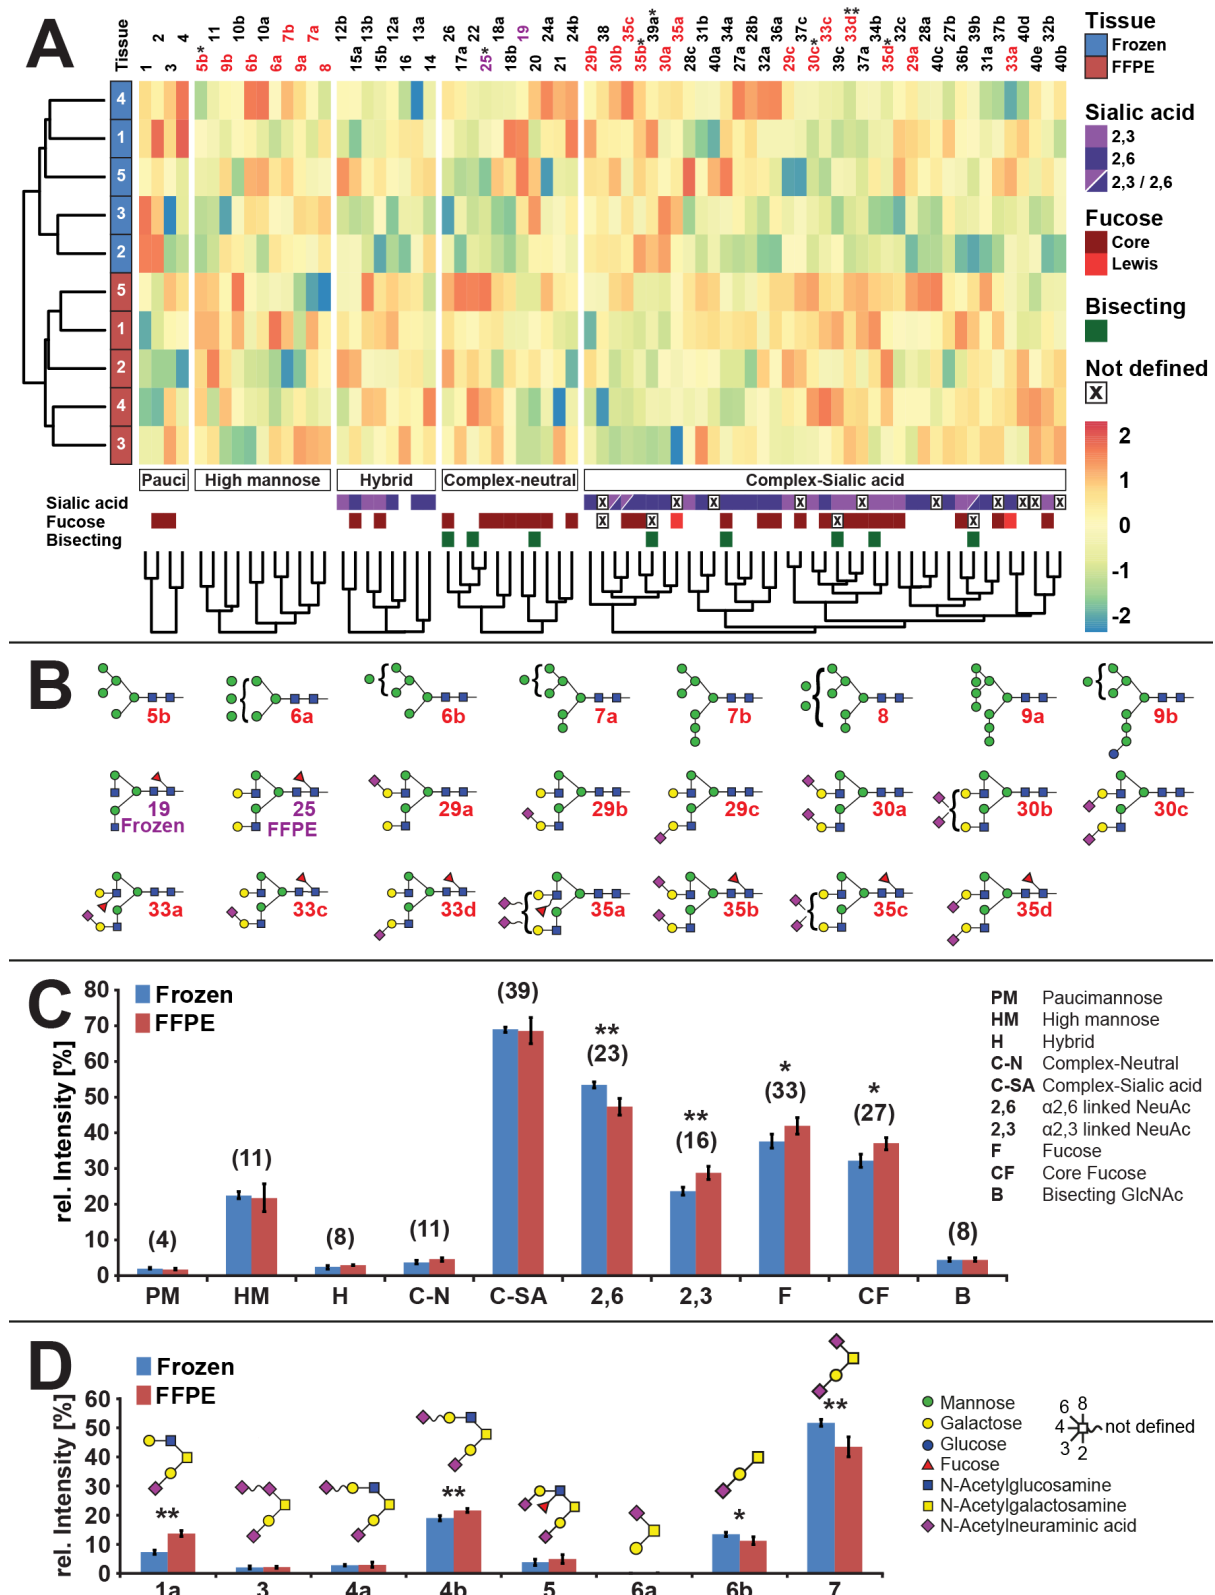 A
Tissue
2 4 11 10b 10a 7b 7a 12b 13b 12a 13a 26 22 18a 19 24a 24b 38 35c 39a* 35a 31b 34a 28b 36a 37c 33c 33d** 34b 32c 28a 27b 39b 37b 40d 32b
1 3 5b* 9b 6b 6a 9a 8 15a 15b 16 14 17a 25* 18b 20 21 29b 30b 35b* 30a 28c 40a 27a 32a 29c 30c* 39c 37a 35d* 29a 40c 36b 31a 33a 40e 40b
4
1
5
3
2
5
1
2
4
3
Pauci High mannose Hybrid Complex-neutral Complex-Sialic acid
Sialic acid X X X X X X X X X
Fucose X X X X
Bisecting
Tissue
Frozen
FFPE
Sialic acid
2,3
2,6
2,3 / 2,6
Fucose
Core
Lewis
Bisecting
Not defined
X
2
1
0
-1
-2
B
5b 6a 6b 7a 7b 8 9a 9b
19 25 29a 29b 29c 30a 30b 30c
Frozen FFPE
33a 33c 33d 35a 35b 35c 35d
C
rel. Intensity [%]
80
70
60
50
40
30
20
10
0
Frozen
FFPE
(4) (11) (8) (11) (39) ** (23) ** (16) * (33) * (27) (8)
PM HM H C-N C-SA 2,6 2,3 F CF B
PM Paucimannose
HM High mannose
H Hybrid
C-N Complex-Neutral
C-SA Complex-Sialic acid
2,6 α2,6 linked NeuAc
2,3 α2,3 linked NeuAc
F Fucose
CF Core Fucose
B Bisecting GlcNAc
D
rel. Intensity [%]
60
50
40
30
20
10
0
Frozen
FFPE
** ** * **
1a 3 4a 4b 5 6a 6b 7
Mannose
Galactose
Glucose
Fucose
N-Acetylglucosamine
N-Acetylgalactosamine
N-Acetylneuraminic acid
6 8
4 not defined
3 2